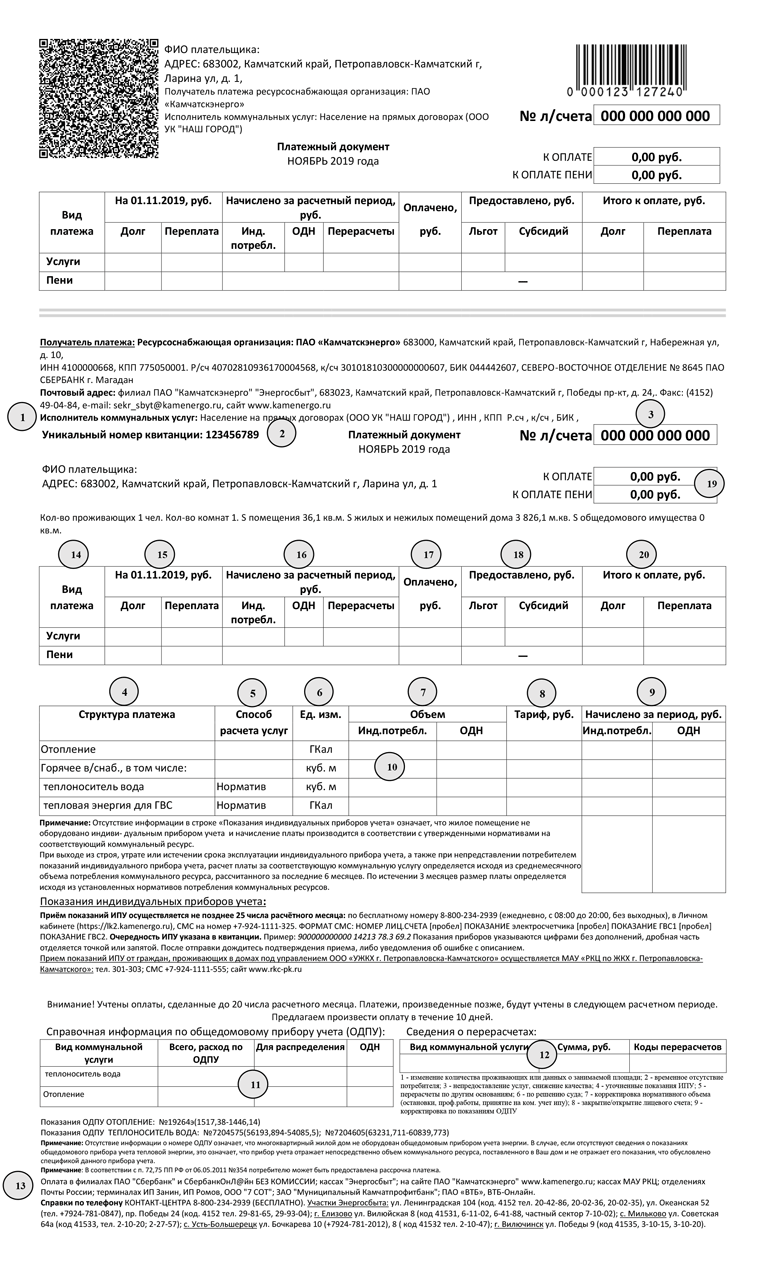 ФИО плательщика:
АДРЕС: 683002, Камчатский край, Петропавловск-Камчатский г,
Ларина ул, д. 1,
Получатель платежа ресурсоснабжающая организация: ПАО
«Камчатскэнерго»
Исполнитель коммунальных услуг: Население на прямых договорах (ООО
УК "НАШ ГОРОД")
0 000123 127240
№ л/счета 000 000 000 000
Платежный документ
НОЯБРЬ 2019 года
К ОПЛАТЕ 0,00 руб.
К ОПЛАТЕ ПЕНИ 0,00 руб.
Вид платежа
На 01.11.2019, руб.
Начислено за расчетный период, руб.
Оплачено, руб.
Предоставлено, руб.
Итого к оплате, руб.
Долг Переплата Инд. потребл. ОДН Перерасчеты Льгот Субсидий Долг Переплата
Услуги
Пени —
Получатель платежа: Ресурсоснабжающая организация: ПАО «Камчатскэнерго» 683000, Камчатский край, Петропавловск-Камчатский г, Набережная ул,
д. 10,
ИНН 4100000668, КПП 775050001. Р/сч 40702810936170004568, к/сч 30101810300000000607, БИК 044442607, СЕВЕРО-ВОСТОЧНОЕ ОТДЕЛЕНИЕ № 8645 ПАО
СБЕРБАНК г. Магадан
Почтовый адрес: филиал ПАО "Камчатскэнерго" "Энергосбыт", 683023, Камчатский край, Петропавловск-Камчатский г, Победы пр-кт, д. 24,. Факс: (4152)
49-04-84, e-mail: sekr_sbyt@kamenergo.ru, сайт www.kamenergo.ru
1 Исполнитель коммунальных услуг: Население на прямых договорах (ООО УК "НАШ ГОРОД") , ИНН , КПП Р.сч , к/сч , БИК , 3
Уникальный номер квитанции: 123456789 2 Платежный документ № л/счета 000 000 000 000
НОЯБРЬ 2019 года
ФИО плательщика:
АДРЕС: 683002, Камчатский край, Петропавловск-Камчатский г, Ларина ул, д. 1
К ОПЛАТЕ 0,00 руб. 19
К ОПЛАТЕ ПЕНИ 0,00 руб.
Кол-во проживающих 1 чел. Кол-во комнат 1. S помещения 36,1 кв.м. S жилых и нежилых помещений дома 3 826,1 м.кв. S общедомового имущества 0
кв.м.
14 15 16 17 18 20
Вид платежа
На 01.11.2019, руб.
Начислено за расчетный период, руб.
Оплачено, руб.
Предоставлено, руб.
Итого к оплате, руб.
Долг Переплата Инд. потребл. ОДН Перерасчеты Льгот Субсидий Долг Переплата
Услуги
Пени —
4 5 6 7 8 9
Структура платежа Способ расчета услуг Ед. изм. Объем Тариф, руб. Начислено за период, руб.
Инд.потребл. ОДН Инд.потребл. ОДН
Отопление ГКал
Горячее в/снаб., в том числе: куб. м 10
теплоноситель вода Норматив куб. м
тепловая энергия для ГВС Норматив ГКал
Примечание: Отсутствие информации в строке «Показания индивидуальных приборов учета» означает, что жилое помещение не
оборудовано индиви- дуальным прибором учета и начисление платы производится в соответствии с утвержденными нормативами на
соответствующий коммунальный ресурс.
При выходе из строя, утрате или истечении срока эксплуатации индивидуального прибора учета, а также при непредставлении потребителем
показаний индивидуального прибора учета, расчет платы за соответствующую коммунальную услугу определяется исходя из среднемесячного
объема потребления коммунального ресурса, рассчитанного за последние 6 месяцев. По истечении 3 месяцев размер платы определяется
исходя из установленных нормативов потребления коммунальных ресурсов.
Показания индивидуальных приборов учета:
Приём показаний ИПУ осуществляется не позднее 25 числа расчётного месяца: по бесплатному номеру 8-800-234-2939 (ежедневно, с 08:00 до 20:00, без выходных), в Личном
кабинете (https://lk2.kamenergo.ru), СМС на номер +7-924-1111-325. ФОРМАТ СМС: НОМЕР ЛИЦ.СЧЕТА [пробел] ПОКАЗАНИЕ электросчетчика [пробел] ПОКАЗАНИЕ ГВС1 [пробел]
ПОКАЗАНИЕ ГВС2. Очередность ИПУ указана в квитанции. Пример: 900000000000 14213 78.3 69.2 Показания приборов указываются цифрами без дополнений, дробная часть
отделяется точкой или запятой. После отправки дождитесь подтверждения приема, либо уведомления об ошибке с описанием.
Прием показаний ИПУ от граждан, проживающих в домах под управлением ООО «УЖКХ г. Петропавловска-Камчатского» осуществляется МАУ «РКЦ по ЖКХ г. Петропавловска-
Камчатского»: тел. 301-303; СМС +7-924-1111-555; сайт www.rkc-pk.ru
Внимание! Учтены оплаты, сделанные до 20 числа расчетного месяца. Платежи, произведенные позже, будут учтены в следующем расчетном периоде.
Предлагаем произвести оплату в течение 10 дней.
Справочная информация по общедомовому прибору учета (ОДПУ):
Вид коммунальной услуги Всего, расход по ОДПУ Для распределения ОДН
теплоноситель вода
Отопление
11
Сведения о перерасчетах:
Вид коммунальной услуги 12 Сумма, руб. Коды перерасчетов
1 - изменение количества проживающих или данных о занимаемой площади; 2 - временное отсутствие
потребителя; 3 - непредоставление услуг, снижение качества; 4 - уточненные показания ИПУ; 5 -
перерасчеты по другим основаниям; 6 - по решению суда; 7 - корректировка нормативного объема
(остановки, проф.работы, принятие на ком. учет ипу); 8 - закрытие/открытие лицевого счета; 9 -
корректировка по показаниям ОДПУ
Показания ОДПУ ОТОПЛЕНИЕ: №19264э(1517,38-1446,14)
Показания ОДПУ ТЕПЛОНОСИТЕЛЬ ВОДА: №7204575(56193,894-54085,5); №7204605(63231,711-60839,773)
Примечание: Отсутствие информации о номере ОДПУ означает, что многоквартирный жилой дом не оборудован общедомовым прибором учета энергии. В случае, если отсутствуют сведения о показаниях
общедомового прибора учета тепловой энергии, это означает, что прибор учета отражает непосредственно объем коммунального ресурса, поставленного в Ваш дом и не отражает его показания, что обусловлено
спецификой данного прибора учета.
Примечание: В соответствии с п. 72,75 ПП РФ от 06.05.2011 №354 потребителю может быть предоставлена рассрочка платежа.
13 Оплата в филиалах ПАО "Сбербанк" и СбербанкОнЛ@йн БЕЗ КОМИССИИ; кассах "Энергосбыт"; на сайте ПАО "Камчатскэнерго" www.kamenergo.ru; кассах МАУ РКЦ; отделениях
Почты России; терминалах ИП Занин, ИП Ромов, ООО "7 СОТ"; ЗАО "Муниципальный Камчатпрофитбанк"; ПАО «ВТБ», ВТБ-Онлайн.
Справки по телефону КОНТАКТ-ЦЕНТРА 8-800-234-2939 (БЕСПЛАТНО). Участки Энергосбыта: ул. Ленинградская 104 (код. 4152 тел. 20-42-86, 20-02-36, 20-02-35), ул. Океанская 52
(тел. +7924-781-0847), пр. Победы 24 (код. 4152 тел. 29-81-65, 29-93-04); г. Елизово ул. Вилюйская 8 (код 41531, 6-11-02, 6-41-88, частный сектор 7-10-02); с. Мильково ул. Советская
64а (код 41533, тел. 2-10-20; 2-27-57); с. Усть-Большерецк ул. Бочкарева 10 (+7924-781-2012), 8 ( код 41532 тел. 2-10-47); г. Вилючинск ул. Победы 9 (код 41535, 3-10-15, 3-10-20).